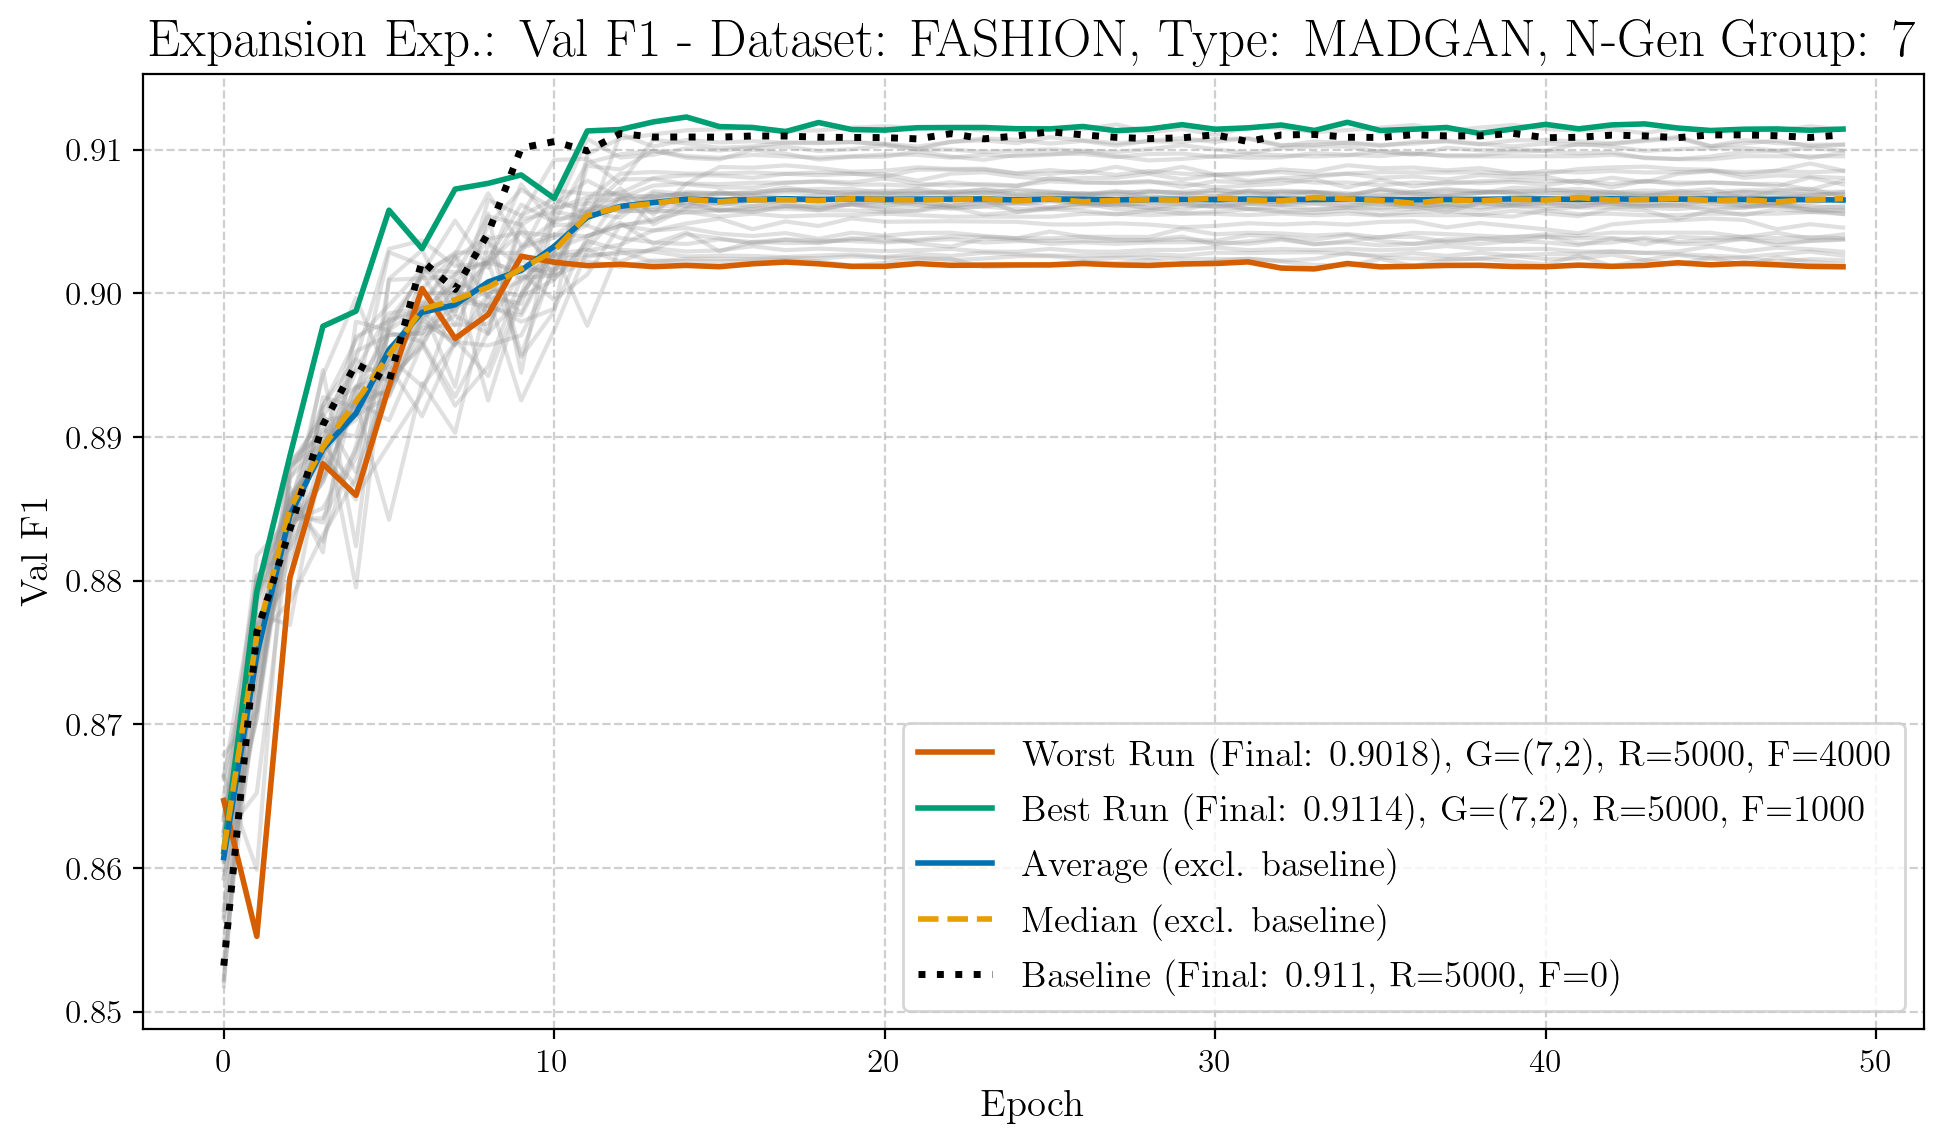 Expansion Exp.: Val F1 - Dataset: FASHION, Type: MADGAN, N-Gen Group: 7
Val F1
0.91
0.90
0.89
0.88
0.87
0.86
0.85
Worst Run (Final: 0.9018), G=(7,2), R=5000, F=4000
Best Run (Final: 0.9114), G=(7,2), R=5000, F=1000
Average (excl. baseline)
Median (excl. baseline)
Baseline (Final: 0.911, R=5000, F=0)
0 10 20 30 40 50
Epoch